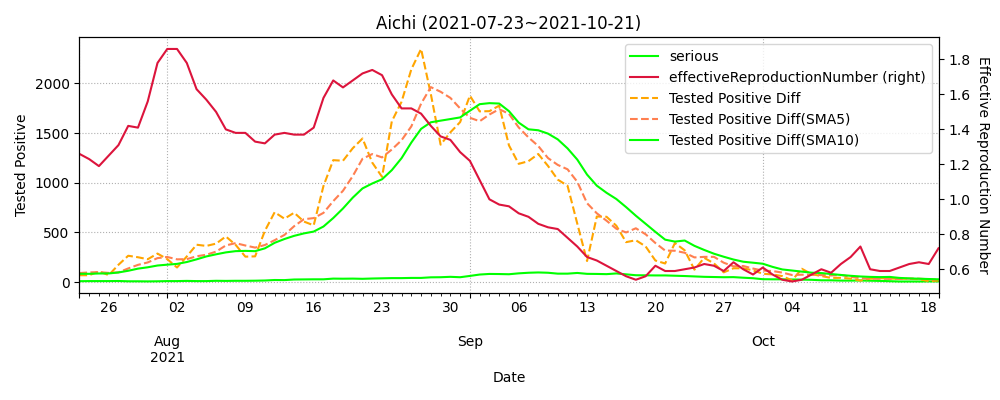 Aichi (2021-07-23~2021-10-21)
serious
effectiveReproductionNumber (right)
Tested Positive Diff
Tested Positive Diff(SMA5)
Tested Positive Diff(SMA10)
Tested Positive
2000
1500
1000
500
0
1.8
1.6
1.4
1.2
1.0
0.8
0.6
Effective Reproduction Number
26 02 09 16 23 30 06 13 20 27 04 11 18
Aug Sep Oct
2021
Date